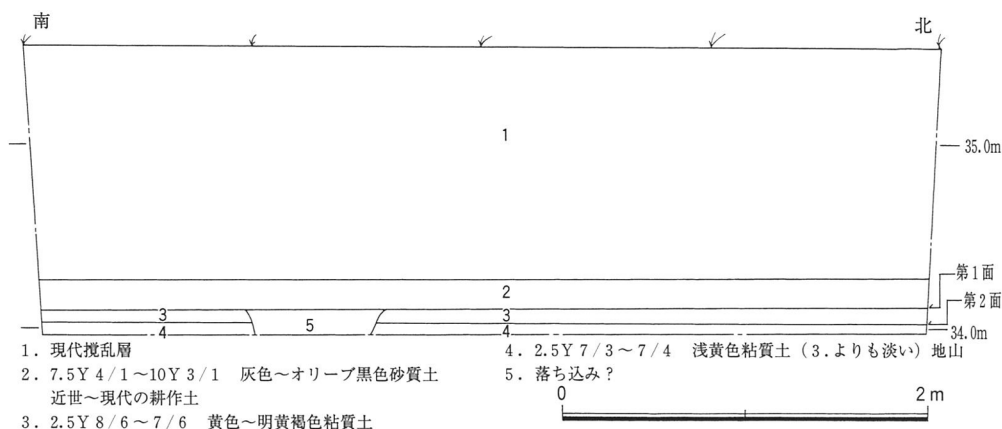 南
北
1
35.0m
第1面
2
第2面
3
3
5
4
4
34.0m
1. 現代撹乱層
2. 7.5Y 4/1～10Y 3/1 灰色～オリーブ黒色砂質土
近世～現代の耕作土
3. 2.5Y 8/6～7/6 黄色～明黄褐色粘質土
4. 2.5Y 7/3～7/4 浅黄色粘質土（3.よりも淡い）地山
5. 落ち込み？
0 2m